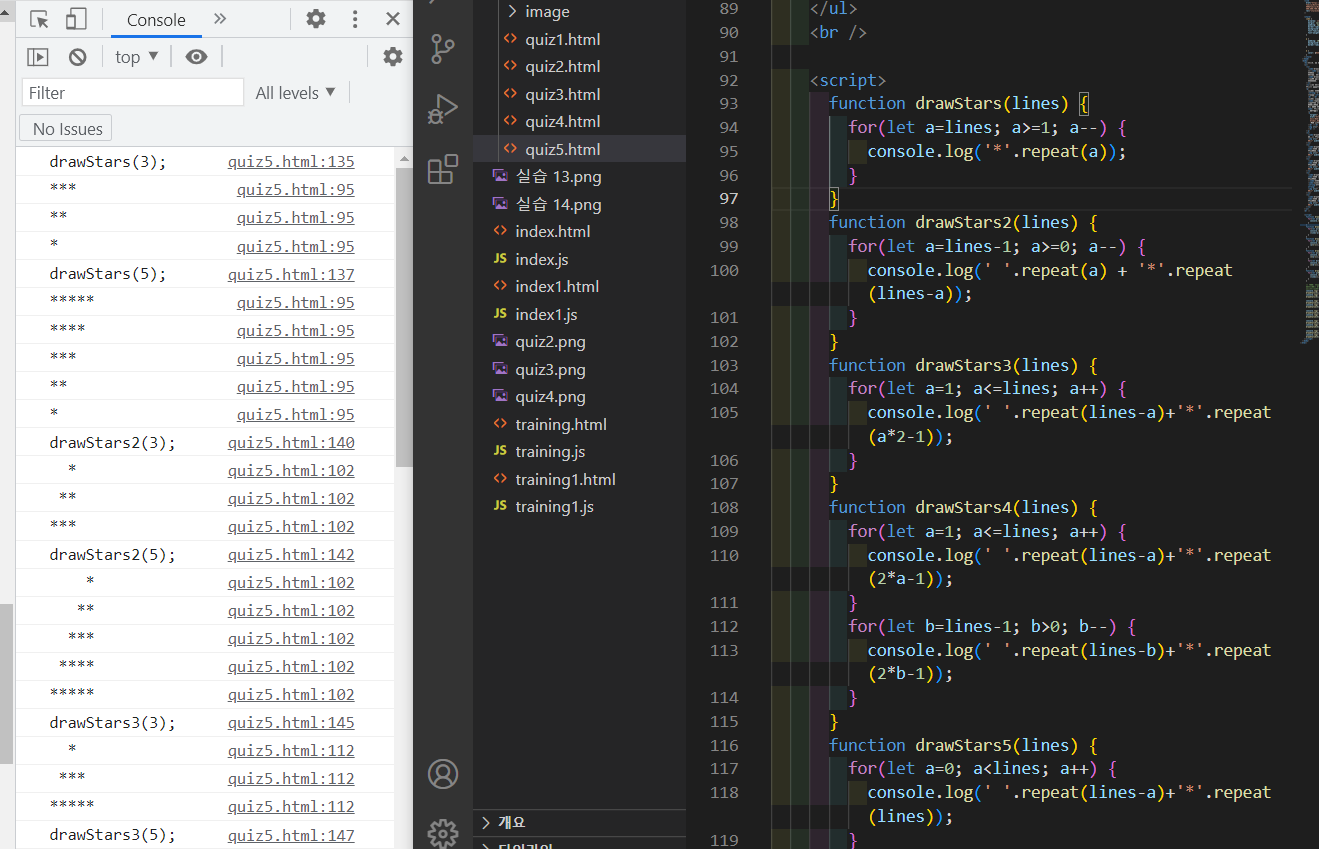 Console
top
Filter
All levels
No Issues
drawStars(3); quiz5.html:135
*** quiz5.html:95
** quiz5.html:95
* quiz5.html:95
drawStars(5); quiz5.html:137
***** quiz5.html:95
**** quiz5.html:95
*** quiz5.html:95
** quiz5.html:95
* quiz5.html:95
drawStars2(3); quiz5.html:140
  * quiz5.html:102
 ** quiz5.html:102
*** quiz5.html:102
drawStars2(5); quiz5.html:142
    * quiz5.html:102
   ** quiz5.html:102
  *** quiz5.html:102
 **** quiz5.html:102
***** quiz5.html:102
drawStars3(3); quiz5.html:145
  * quiz5.html:112
 *** quiz5.html:112
***** quiz5.html:112
drawStars3(5); quiz5.html:147
image
quiz1.html
quiz2.html
quiz3.html
quiz4.html
quiz5.html
실습 13.png
실습 14.png
index.html
JS index.js
index1.html
JS index1.js
quiz2.png
quiz3.png
quiz4.png
training.html
JS training.js
training1.html
JS training1.js
개요
89 </ul>
90 <br />
91
92 <script>
93 function drawStars(lines) {
94 for(let a=lines; a>=1; a--) {
95 console.log('*'.repeat(a));
96 }
97 }
98 function drawStars2(lines) {
99 for(let a=lines-1; a>=0; a--) {
100 console.log(' '.repeat(a) + '*'.repeat
(lines-a));
101 }
102 }
103 function drawStars3(lines) {
104 for(let a=1; a<=lines; a++) {
105 console.log(' '.repeat(lines-a)+'*'.repeat
(a*2-1));
106 }
107 }
108 function drawStars4(lines) {
109 for(let a=1; a<=lines; a++) {
110 console.log(' '.repeat(lines-a)+'*'.repeat
(2*a-1));
111 }
112 for(let b=lines-1; b>0; b--) {
113 console.log(' '.repeat(lines-b)+'*'.repeat
(2*b-1));
114 }
115 }
116 function drawStars5(lines) {
117 for(let a=0; a<lines; a++) {
118 console.log(' '.repeat(lines-a)+'*'.repeat
(lines));
119 }